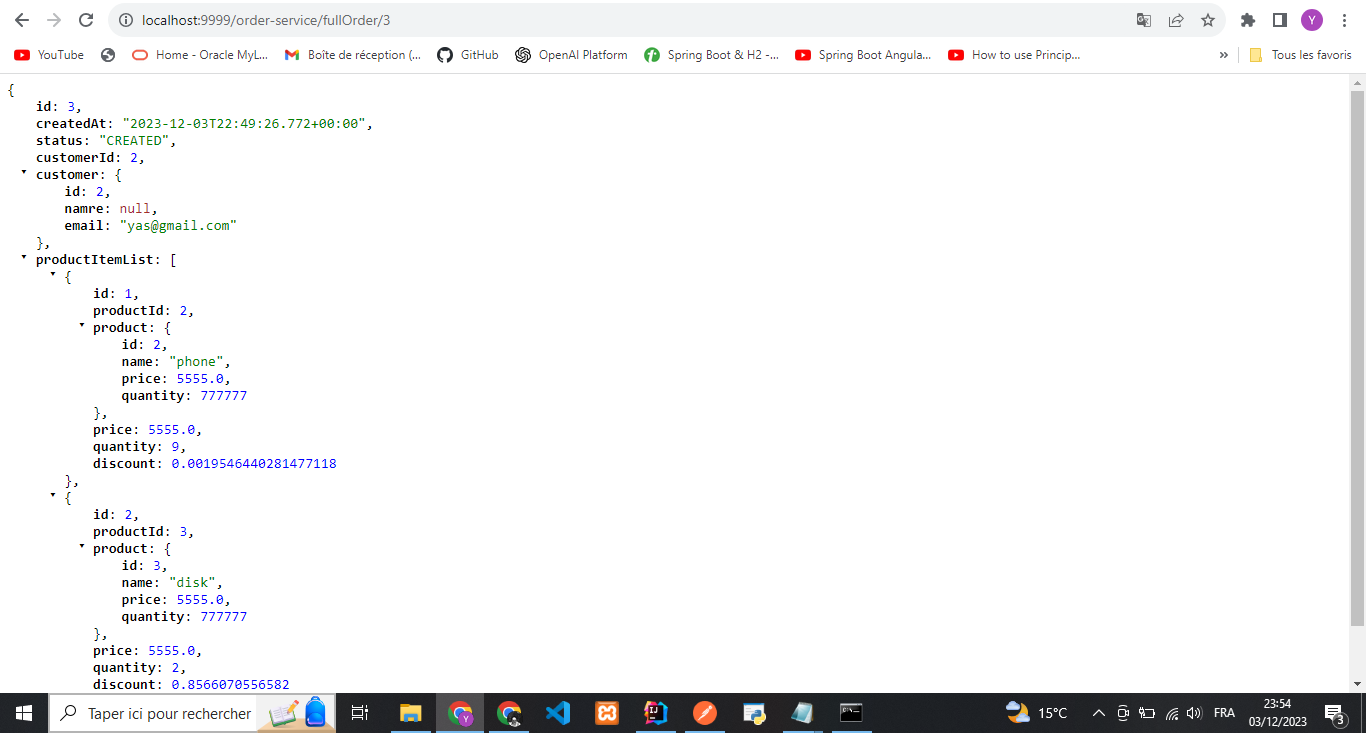 localhost:9999/order-service/fullOrder/3
Y
YouTube
Home - Oracle MyL...
Boîte de réception (...
GitHub
OpenAI Platform
Spring Boot & H2 -...
Spring Boot Angula...
How to use Princip...
»
Tous les favoris
{
id: 3,
createdAt: "2023-12-03T22:49:26.772+00:00",
status: "CREATED",
customerId: 2,
customer: {
id: 2,
namre: null,
email: "yas@gmail.com"
},
productItemList: [
{
id: 1,
productId: 2,
product: {
id: 2,
name: "phone",
price: 5555.0,
quantity: 777777
},
price: 5555.0,
quantity: 9,
discount: 0.0019546440281477118
},
{
id: 2,
productId: 3,
product: {
id: 3,
name: "disk",
price: 5555.0,
quantity: 777777
},
price: 5555.0,
quantity: 2,
discount: 0.8566070556582
Taper ici pour rechercher
15°C
FRA
23:54
03/12/2023
3